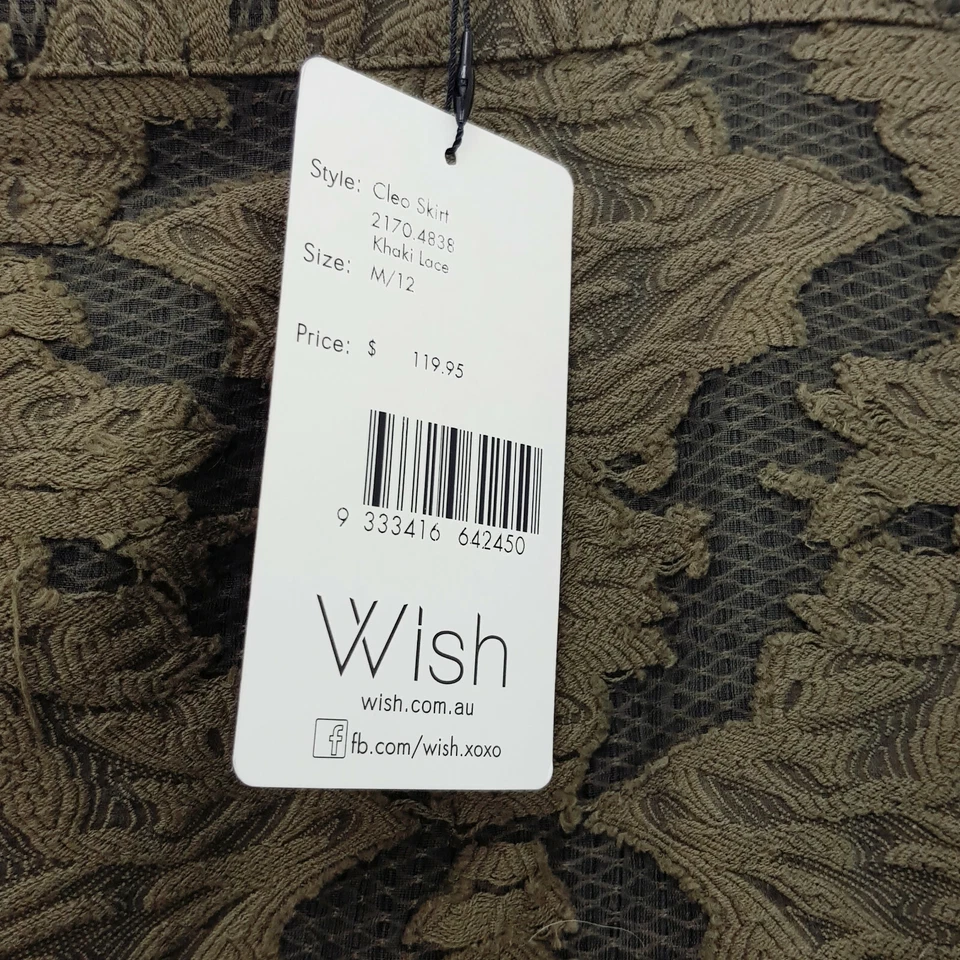 Style: Cleo Skirt
2170.4838
Khaki Lace
Size: M/12
Price: $ 119.95
9 333416 642450
Wish
wish.com.au
f fb.com/wish.xoxo